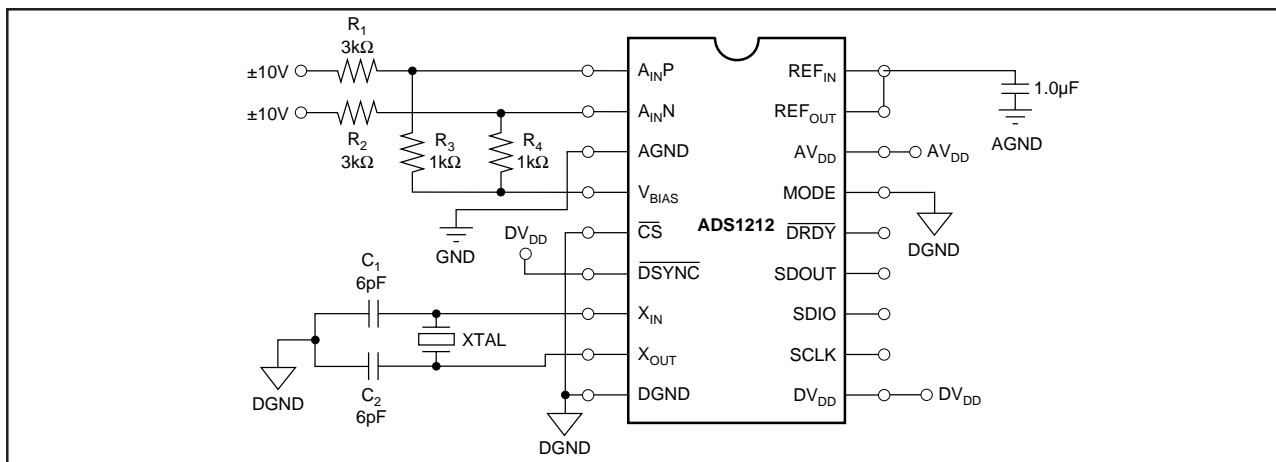 R1
3kΩ
±10V
±10V
R2
3kΩ
R3
1kΩ
R4
1kΩ
GND
DVDD
C1
6pF
XTAL
C2
6pF
DGND
DGND
AINP
AINN
AGND
VBIAS
CS
DSYNC
XIN
XOUT
DGND
ADS1212
REFIN
REFOUT
AVDD
MODE
DRDY
SDOUT
SDIO
SCLK
DVDD
1.0µF
AGND
AVDD
DGND
DVDD